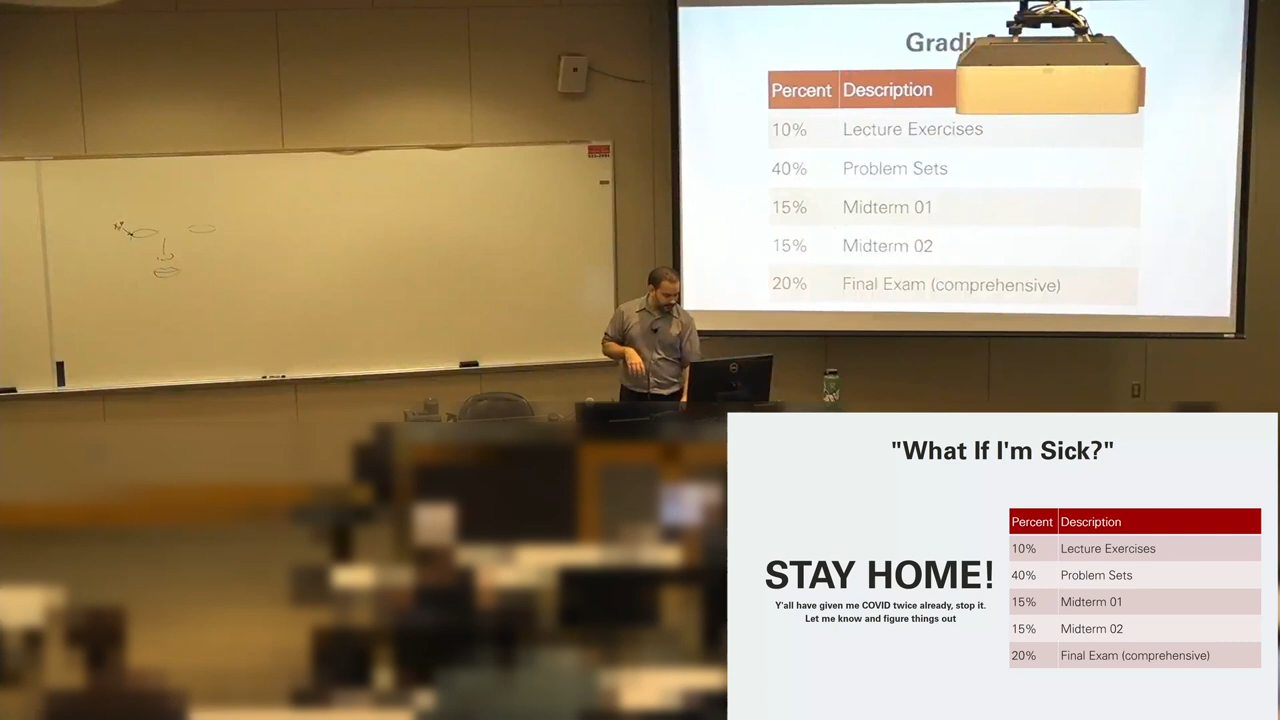 Gradi
Percent Description
10% Lecture Exercises
40% Problem Sets
15% Midterm 01
15% Midterm 02
20% Final Exam (comprehensive)
"What If I'm Sick?"
STAY HOME!
Y'all have given me COVID twice already, stop it.
Let me know and figure things out
Percent Description
10% Lecture Exercises
40% Problem Sets
15% Midterm 01
15% Midterm 02
20% Final Exam (comprehensive)